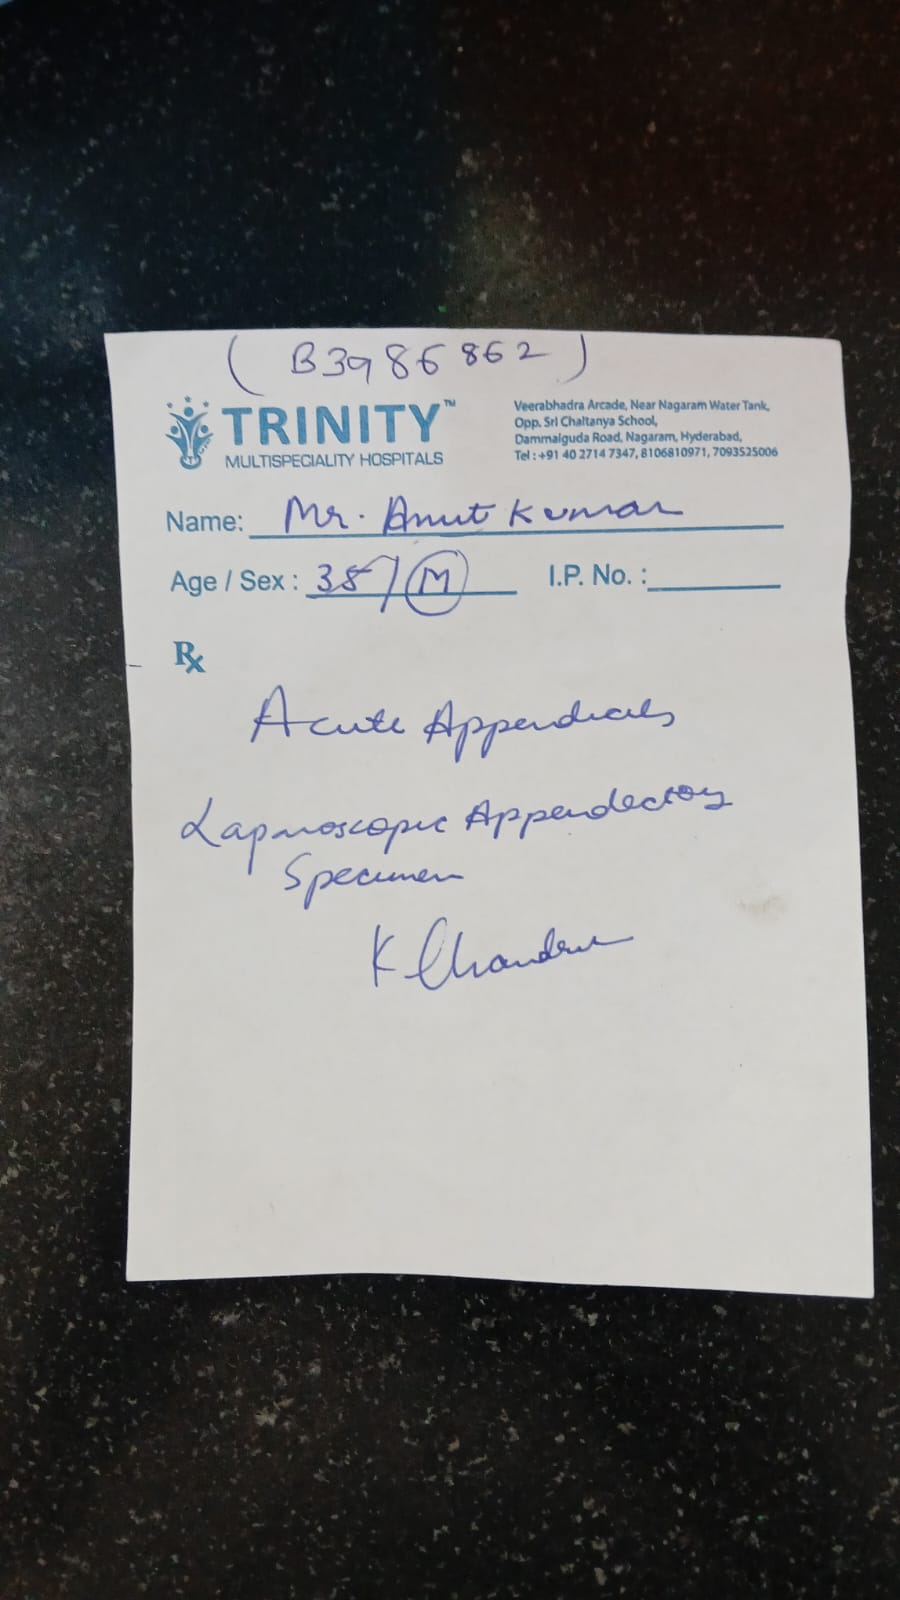 ( B3986862 )
TRINITY™
MULTISPECIALITY HOSPITALS
Veerabhadra Arcade, Near Nagaram Water Tank,
Opp. Sri Chaitanya School,
Dammaiguda Road, Nagaram, Hyderabad,
Tel : +91 40 2714 7347, 8106810971, 7093525006
Name: Mr. Amit Kumar
Age / Sex : 38 / M I.P. No. :
Rx
Acute Appendicitis
Laproscopic Appendectomy
Specimen
K Chandra